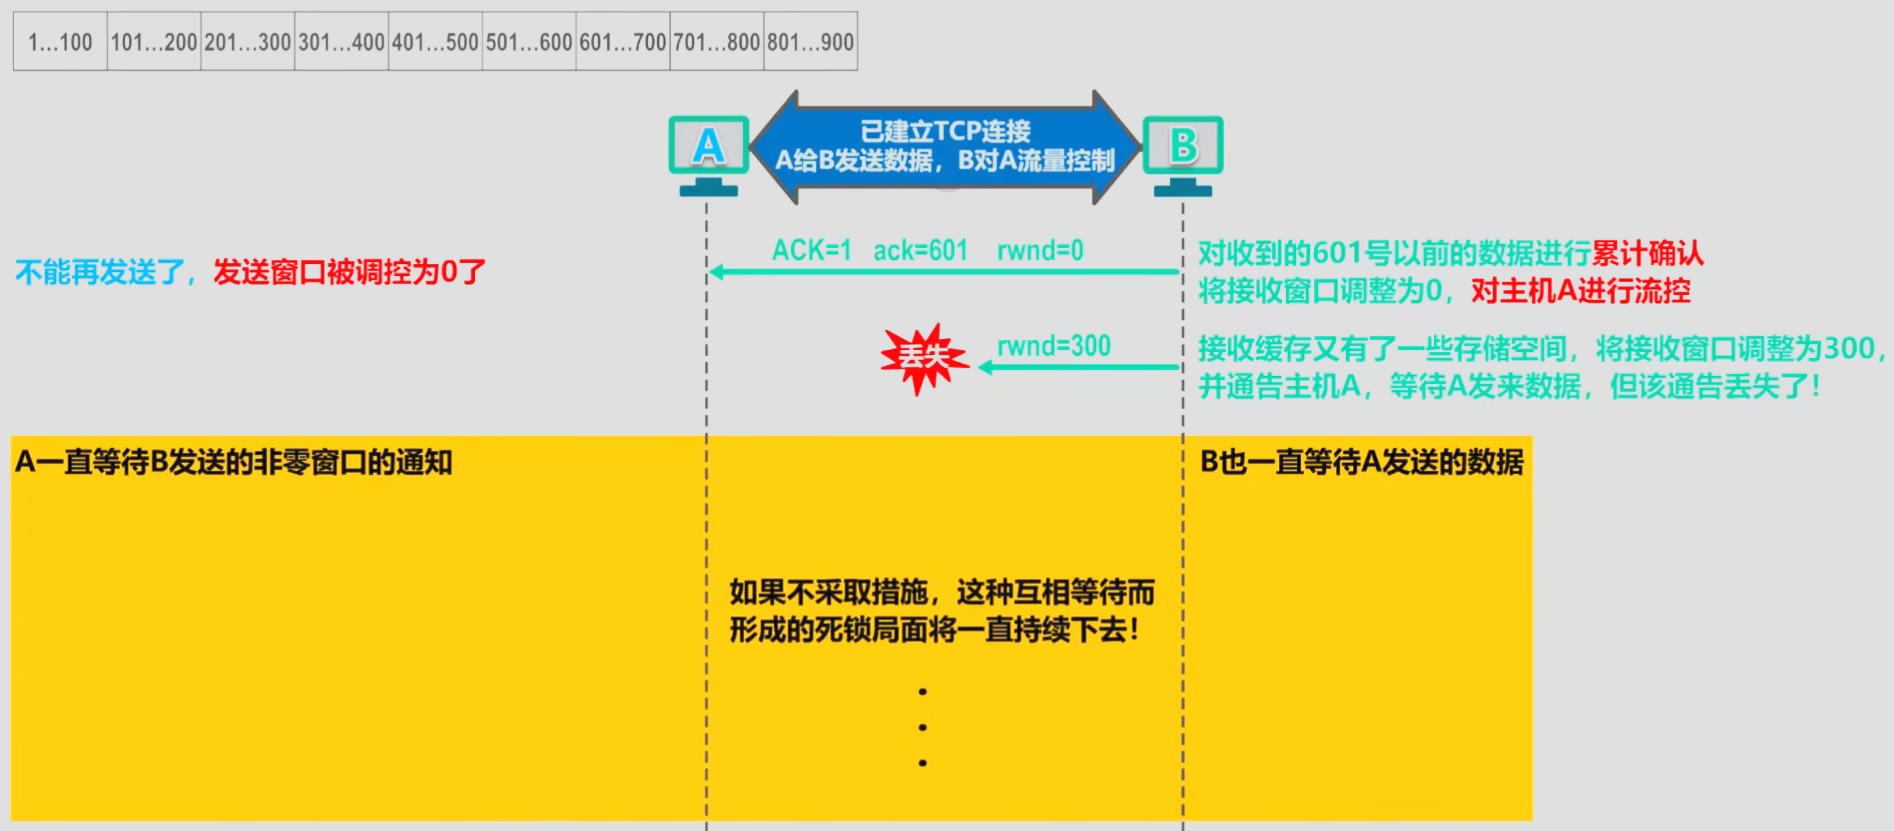 1...100 101...200 201...300 301...400 401...500 501...600 601...700 701...800 801...900
已建立TCP连接
A给B发送数据，B对A流量控制
A
B
ACK=1 ack=601 rwnd=0
不能再发送了，发送窗口被调控为0了
对收到的601号以前的数据进行累计确认
将接收窗口调整为0，对主机A进行流控
丢失
rwnd=300
接收缓存又有了一些存储空间，将接收窗口调整为300，
并通告主机A，等待A发来数据，但该通告丢失了！
A一直等待B发送的非零窗口的通知
B也一直等待A发送的数据
如果不采取措施，这种互相等待而
形成的死锁局面将一直持续下去！